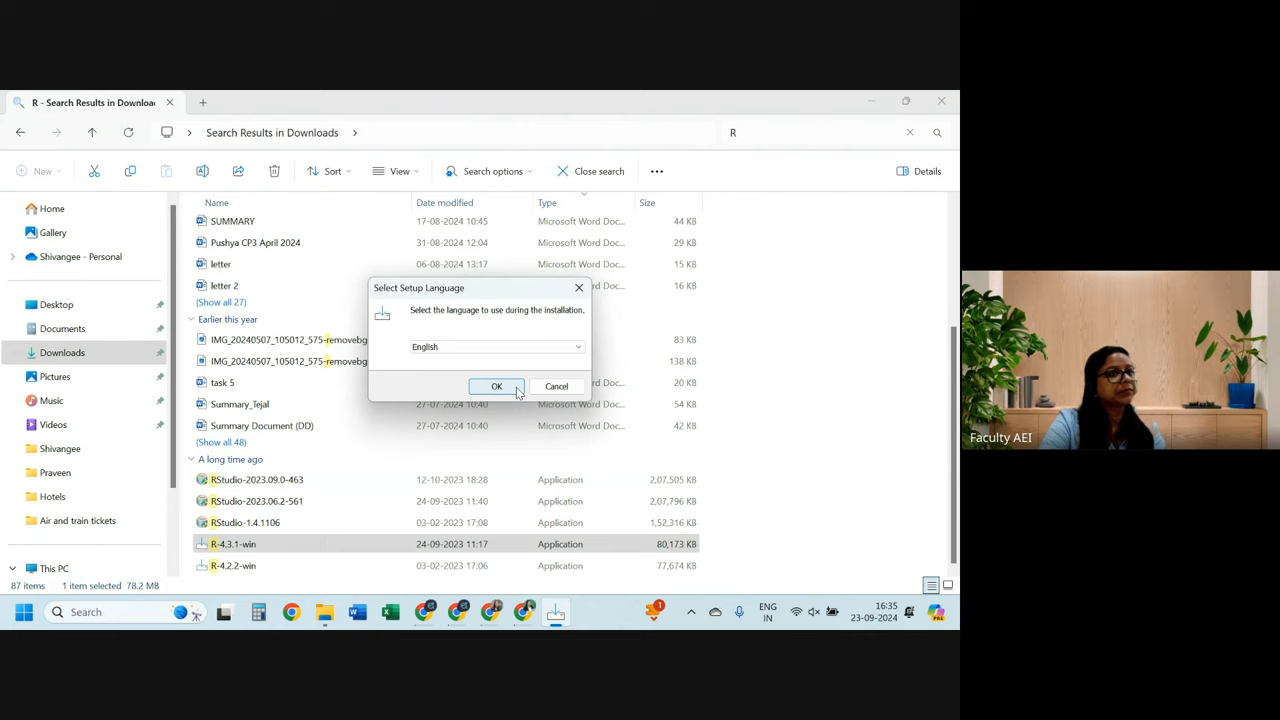 R - Search Results in Downloa
Search Results in Downloads
R
New
Sort
View
Search options
Close search
Details
Name
Date modified
Type
Size
Home
Gallery
Shivangee - Personal
Desktop
Documents
Downloads
Pictures
Music
Videos
Shivangee
Praveen
Hotels
Air and train tickets
This PC
SUMMARY 17-08-2024 10:45 Microsoft Word Doc... 44 KB
Pushya CP3 April 2024 31-08-2024 12:04 Microsoft Word Doc... 29 KB
letter 06-08-2024 13:17 Microsoft Word Doc... 15 KB
letter 2 Microsoft Word Doc... 16 KB
(Show all 27)
Earlier this year
IMG_20240507_105012_575-removebg 83 KB
IMG_20240507_105012_575-removebg 138 KB
task 5 20 KB
Summary_Tejal 27-07-2024 10:40 Microsoft Word Doc... 54 KB
Summary Document (DD) 27-07-2024 10:40 Microsoft Word Doc... 42 KB
(Show all 48)
A long time ago
RStudio-2023.09.0-463 12-10-2023 18:28 Application 2,07,505 KB
RStudio-2023.06.2-561 24-09-2023 11:40 Application 2,07,796 KB
RStudio-1.4.1106 03-02-2023 17:08 Application 1,52,316 KB
R-4.3.1-win 24-09-2023 11:17 Application 80,173 KB
R-4.2.2-win 03-02-2023 17:06 Application 77,674 KB
Select Setup Language
Select the language to use during the installation.
English
OK
Cancel
87 items 1 item selected 78.2 MB
Search
1
ENG
IN
16:35
23-09-2024
Faculty AEI